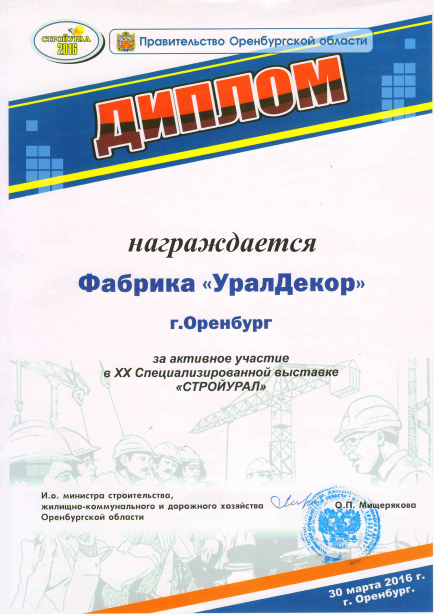 СТРОЙУРАЛ
2016
Правительство Оренбургской области
ДИПЛОМ
награждается
Фабрика «УралДекор»
г.Оренбург
за активное участие
в XX Специализированной выставке
«СТРОЙУРАЛ»
И.о. министра строительства,
жилищно-коммунального и дорожного хозяйства
Оренбургской области
О.П. Мищерякова
30 марта 2016 г.
г. Оренбург.